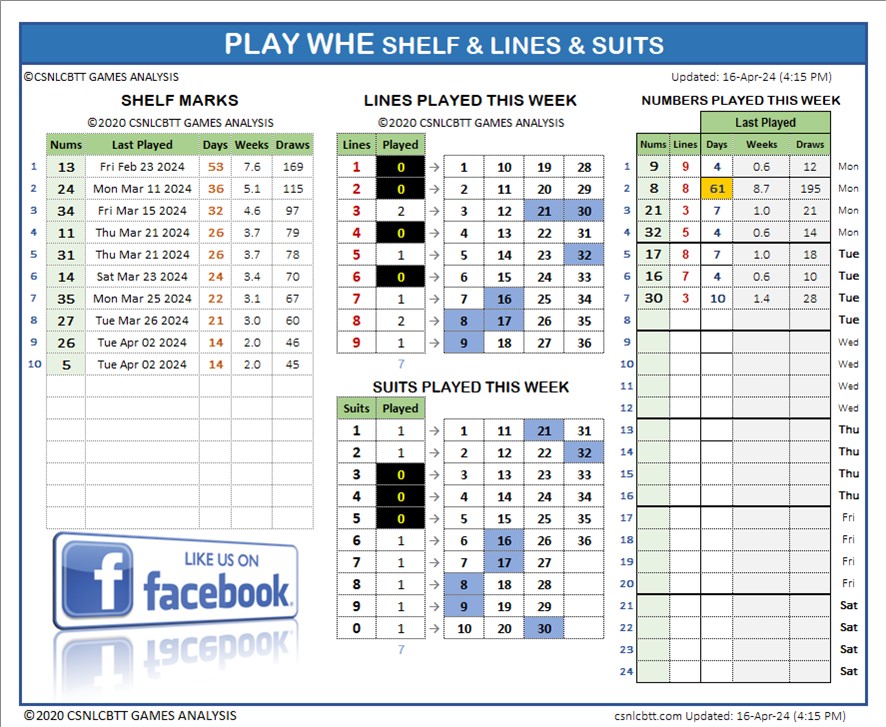 PLAY WHE SHELF & LINES & SUITS
©CSNLCBTT GAMES ANALYSIS
Updated: 16-Apr-24 (4:15 PM)
SHELF MARKS
©2020 CSNLCBTT GAMES ANALYSIS
Nums Last Played Days Weeks Draws
1 13 Fri Feb 23 2024 53 7.6 169
2 24 Mon Mar 11 2024 36 5.1 115
3 34 Fri Mar 15 2024 32 4.6 97
4 11 Thu Mar 21 2024 26 3.7 79
5 31 Thu Mar 21 2024 26 3.7 78
6 14 Sat Mar 23 2024 24 3.4 70
7 35 Mon Mar 25 2024 22 3.1 67
8 27 Tue Mar 26 2024 21 3.0 60
9 26 Tue Apr 02 2024 14 2.0 46
10 5 Tue Apr 02 2024 14 2.0 45
LIKE US ON
facebook
LINES PLAYED THIS WEEK
©2020 CSNLCBTT GAMES ANALYSIS
Lines Played
1 0 → 1 10 19 28
2 0 → 2 11 20 29
3 2 → 3 12 21 30
4 0 → 4 13 22 31
5 1 → 5 14 23 32
6 0 → 6 15 24 33
7 1 → 7 16 25 34
8 2 → 8 17 26 35
9 1 → 9 18 27 36
7
SUITS PLAYED THIS WEEK
Suits Played
1 1 → 1 11 21 31
2 1 → 2 12 22 32
3 0 → 3 13 23 33
4 0 → 4 14 24 34
5 0 → 5 15 25 35
6 1 → 6 16 26 36
7 1 → 7 17 27
8 1 → 8 18 28
9 1 → 9 19 29
0 1 → 10 20 30
7
NUMBERS PLAYED THIS WEEK
Last Played
Nums Lines Days Weeks Draws
1 9 9 4 0.6 12 Mon
2 8 8 61 8.7 195 Mon
3 21 3 7 1.0 21 Mon
4 32 5 4 0.6 14 Mon
5 17 8 7 1.0 18 Tue
6 16 7 4 0.6 10 Tue
7 30 3 10 1.4 28 Tue
8 Tue
9 Wed
10 Wed
11 Wed
12 Wed
13 Thu
14 Thu
15 Thu
16 Thu
17 Fri
18 Fri
19 Fri
20 Fri
21 Sat
22 Sat
23 Sat
24 Sat
©2020 CSNLCBTT GAMES ANALYSIS
csnlcbtt.com Updated: 16-Apr-24 (4:15 PM)